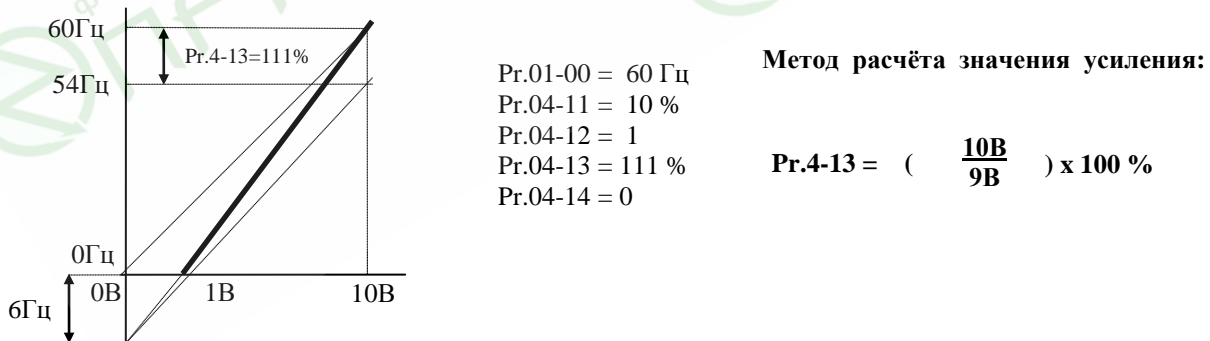 60Гц
Pr.4-13=111%
54Гц
0Гц
0В 1В 10В
6Гц
Pr.01-00 = 60 Гц
Pr.04-11 = 10 %
Pr.04-12 = 1
Pr.04-13 = 111 %
Pr.04-14 = 0
Метод расчёта значения усиления:
Pr.4-13 = ( 10В
9В ) x 100 %